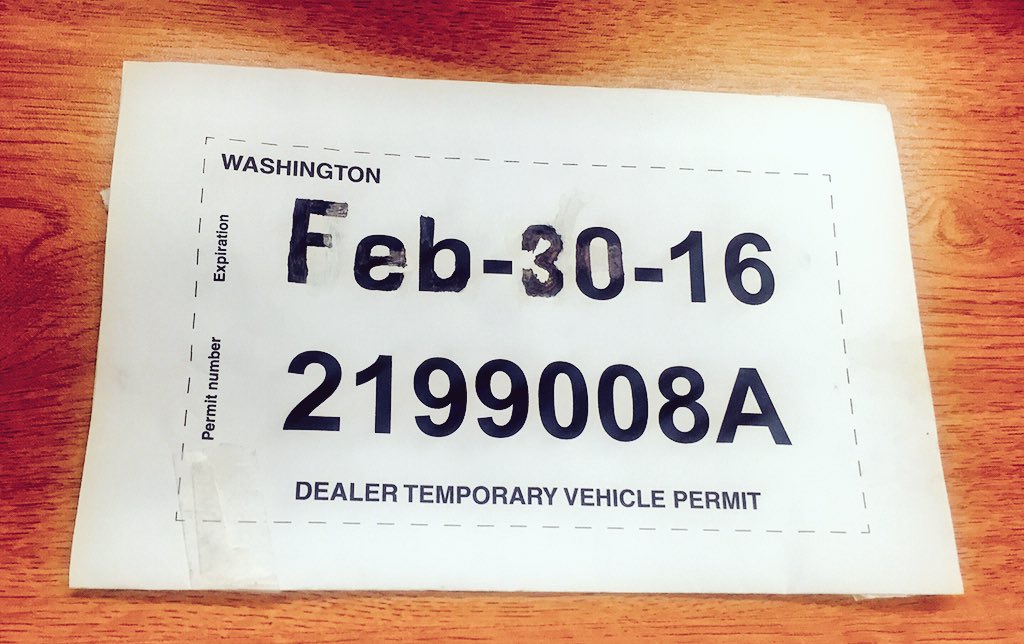 WASHINGTON
Expiration
Feb-30-16
Permit number
2199008A
DEALER TEMPORARY VEHICLE PERMIT